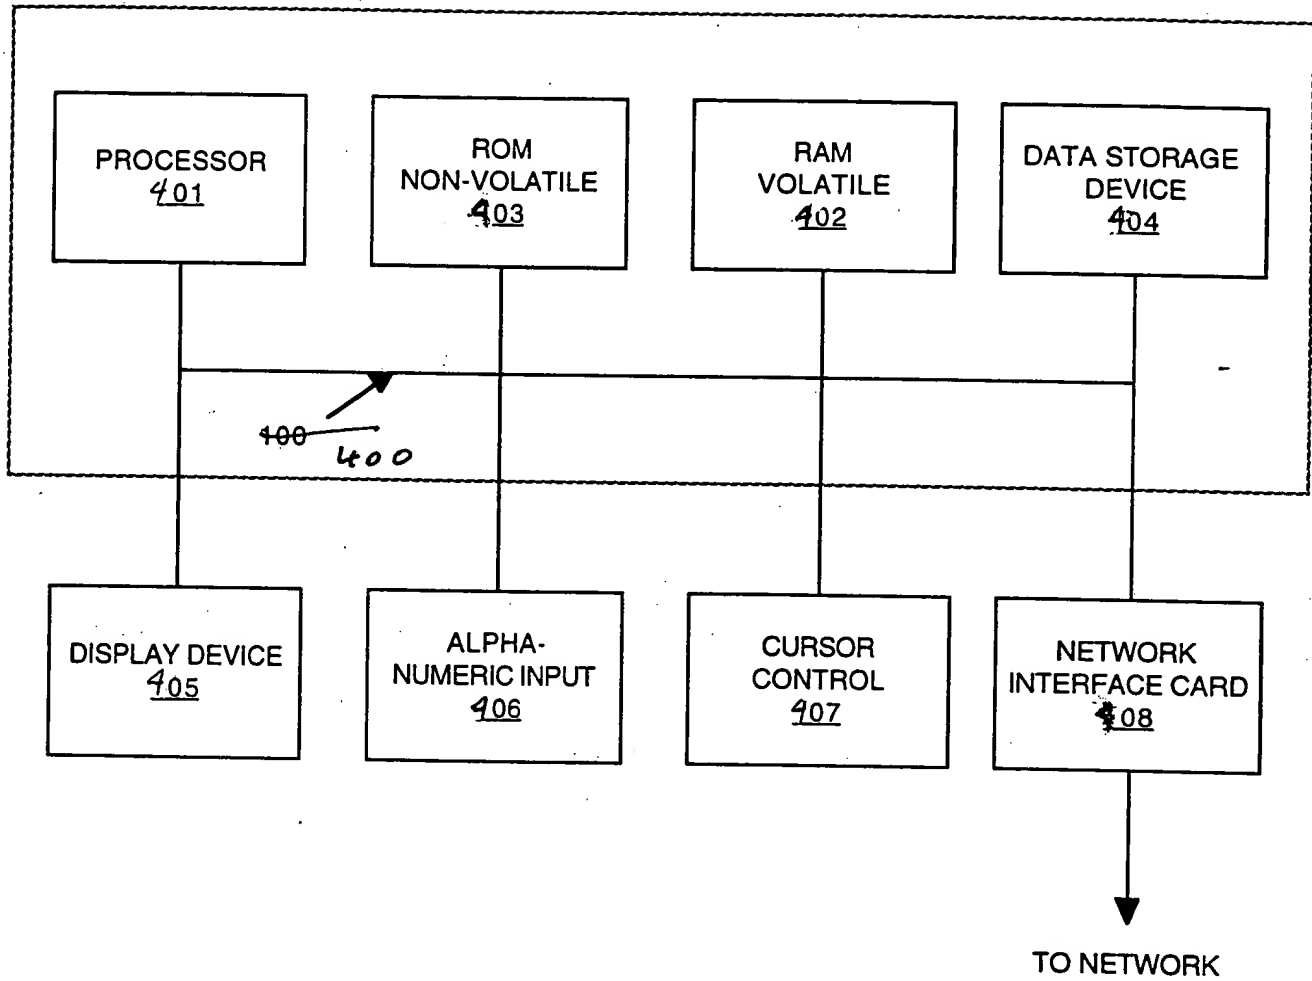 PROCESSOR
401
ROM
NON-VOLATILE
403
RAM
VOLATILE
402
DATA STORAGE
DEVICE
404
100
400
DISPLAY DEVICE
405
ALPHA-
NUMERIC INPUT
406
CURSOR
CONTROL
407
NETWORK
INTERFACE CARD
408
TO NETWORK